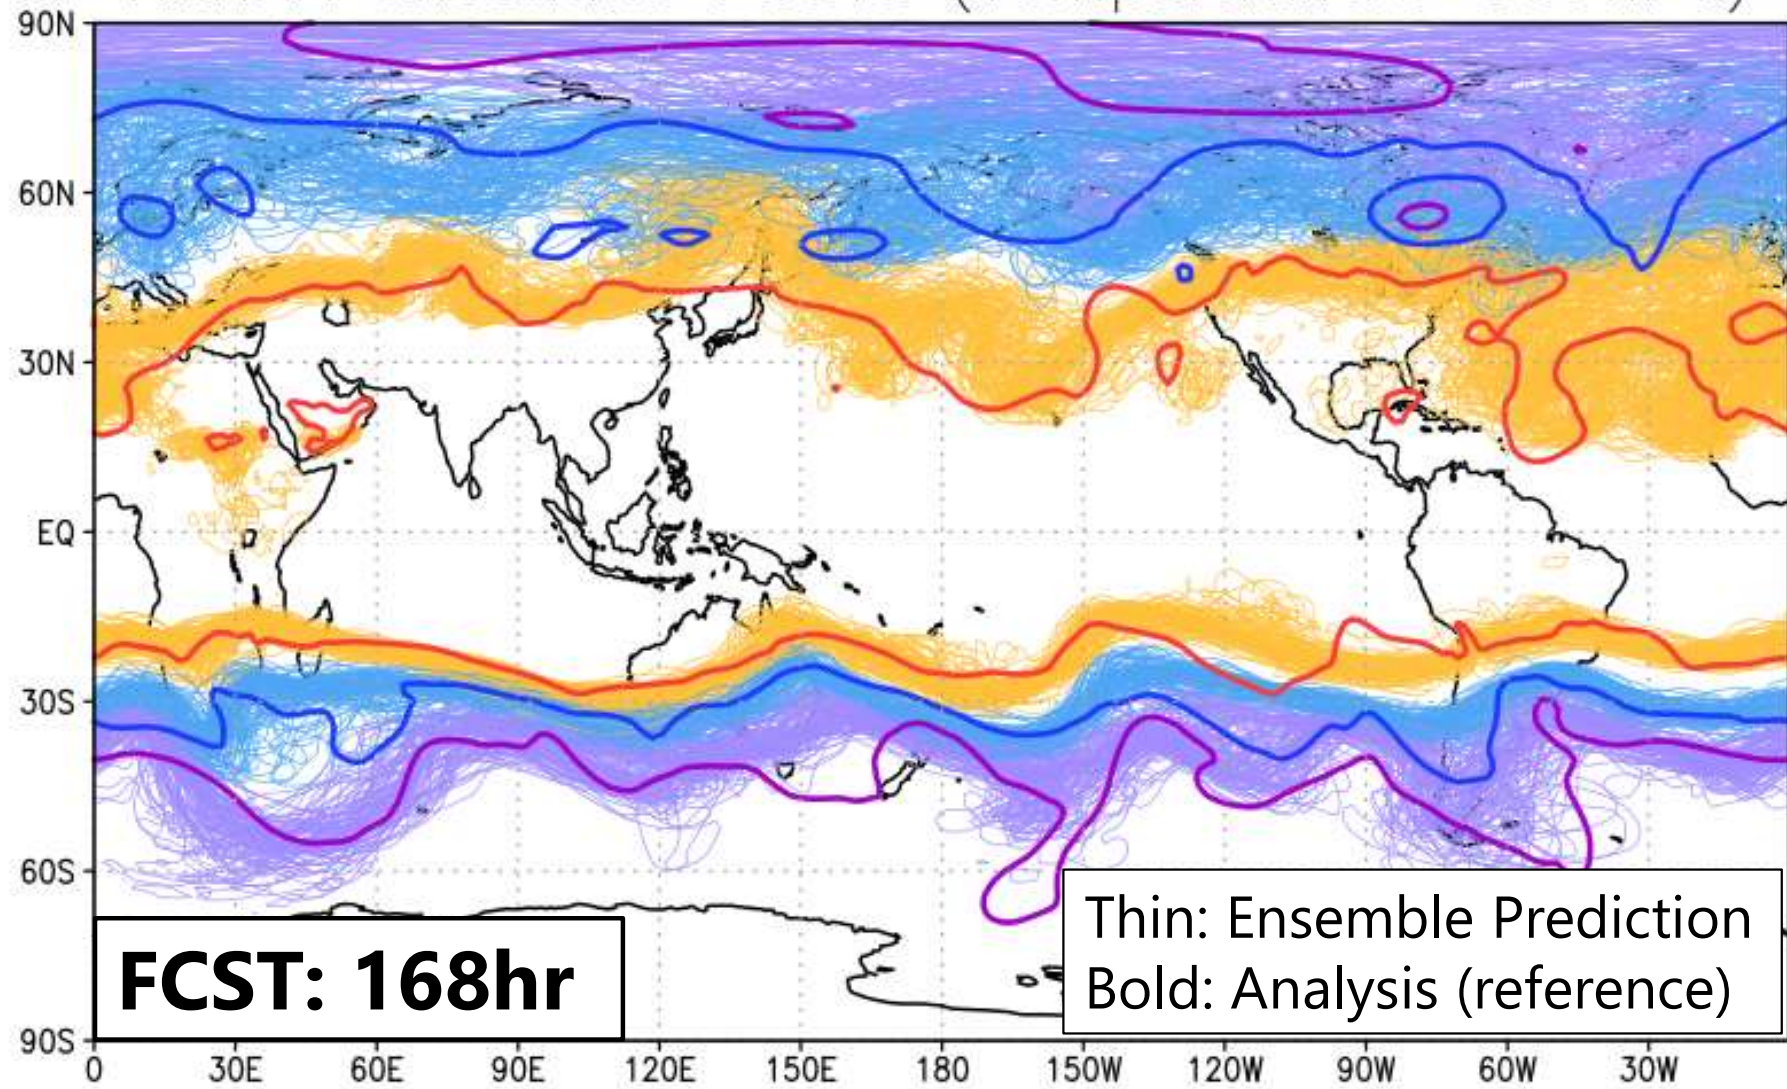 90N
60N
30N
EQ
30S
60S
90S
FCST: 168hr
Thin: Ensemble Prediction
Bold: Analysis (reference)
0 30E 60E 90E 120E 150E 180 150W 120W 90W 60W 30W